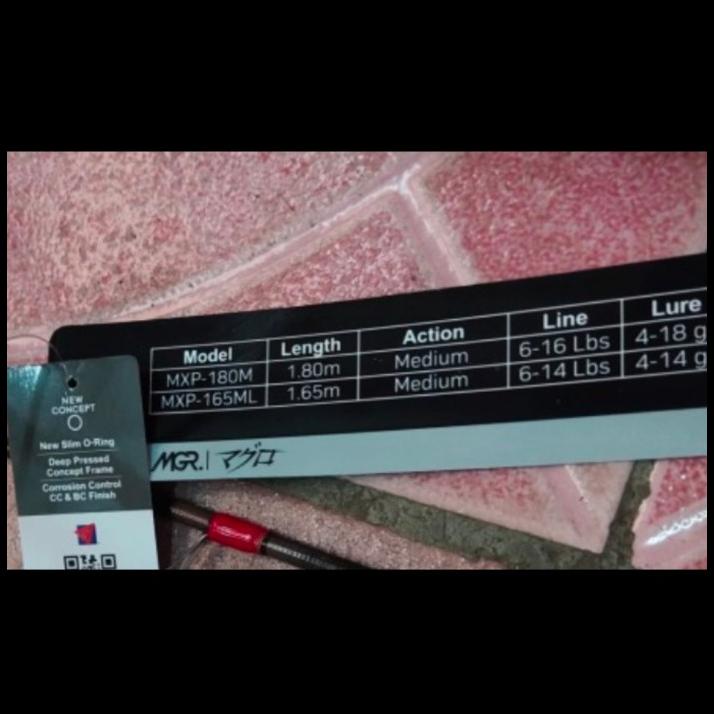 Model Length Action Line Lure
MXP-180M 1.80m Medium 6-16 Lbs 4-18 g
MXP-165ML 1.65m Medium 6-14 Lbs 4-14 g
MGR. | マグロ
NEW
CONCEPT
New Slim O-Ring
Deep Pressed
Concept Frame
Corrosion Control
CC & BC Finish